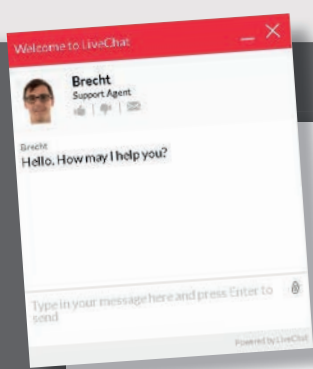 Welcome to LiveChat
Brecht
Support Agent
Brecht
Hello. How may I help you?
Type in your message here and press Enter to
send
Powered by LiveChat